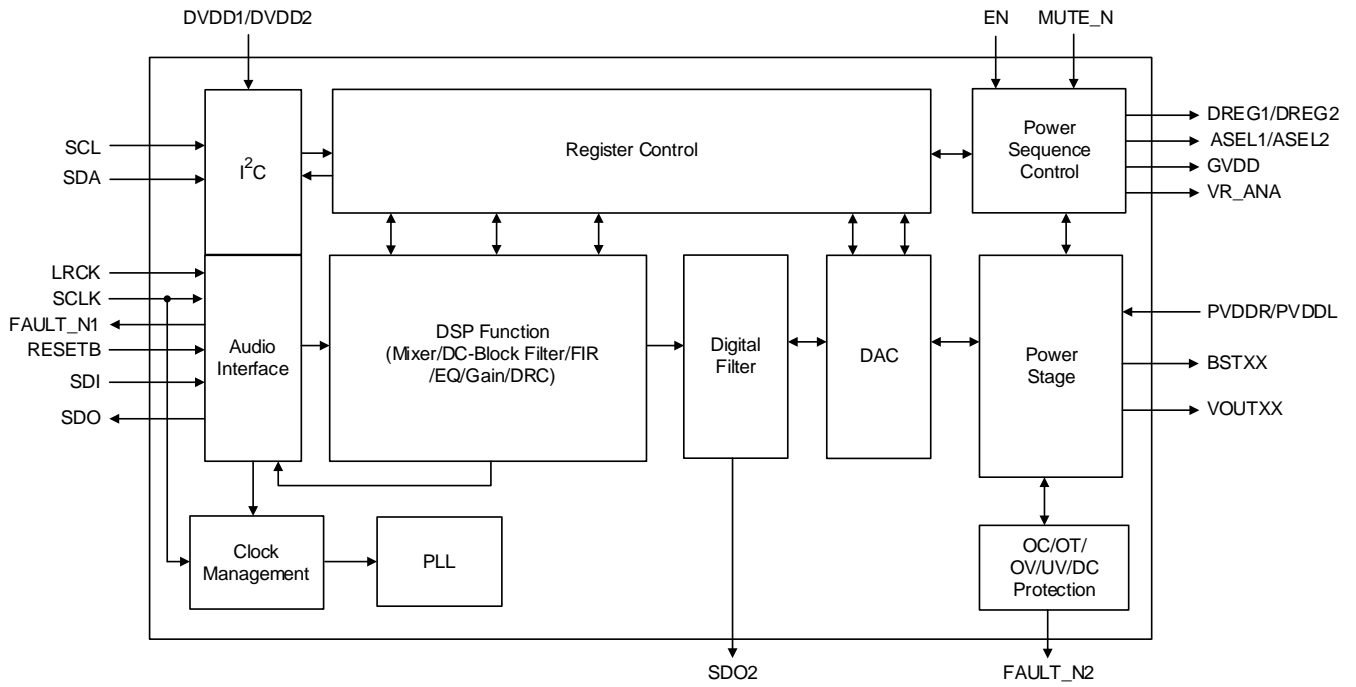 DVDD1/DVDD2
EN
MUTE_N
SCL
SDA
I²C
Register Control
Power
Sequence
Control
DREG1/DREG2
ASEL1/ASEL2
GVDD
VR_ANA
LRCK
SCLK
FAULT_N1
RESETB
SDI
SDO
Audio
Interface
DSP Function
(Mixer/DC-Block Filter/FIR
/EQ/Gain/DRC)
Digital
Filter
DAC
Power
Stage
PVDDR/PVDDL
BSTXX
VOUTXX
Clock
Management
PLL
OC/OT/
OV/UV/DC
Protection
SDO2
FAULT_N2